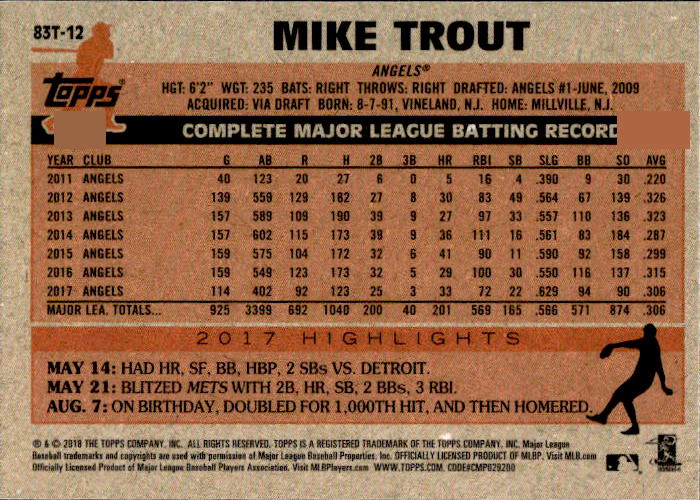 83T-12
MIKE TROUT
Topps®
ANGELS®
HGT: 6'2" WGT: 235 BATS: RIGHT THROWS: RIGHT DRAFTED: ANGELS #1-JUNE, 2009
ACQUIRED: VIA DRAFT BORN: 8-7-91, VINELAND, N.J. HOME: MILLVILLE, N.J.
COMPLETE MAJOR LEAGUE BATTING RECORD
YEAR CLUB G AB R H 2B 3B HR RBI SB SLG BB SO AVG
2011 ANGELS 40 123 20 27 6 0 5 16 4 .390 9 30 .220
2012 ANGELS 139 559 129 182 27 8 30 83 49 .564 67 139 .326
2013 ANGELS 157 589 109 190 39 9 27 97 33 .557 110 136 .323
2014 ANGELS 157 602 115 173 39 9 36 111 16 .561 83 184 .287
2015 ANGELS 159 575 104 172 32 6 41 90 11 .590 92 158 .299
2016 ANGELS 159 549 123 173 32 5 29 100 30 .550 116 137 .315
2017 ANGELS 114 402 92 123 25 3 33 72 22 .629 94 90 .306
MAJOR LEA. TOTALS... 925 3399 692 1040 200 40 201 569 165 .566 571 874 .306
2017 HIGHLIGHTS
MAY 14: HAD HR, SF, BB, HBP, 2 SBs VS. DETROIT.
MAY 21: BLITZED METS WITH 2B, HR, SB, 2 BBs, 3 RBI.
AUG. 7: ON BIRTHDAY, DOUBLED FOR 1,000TH HIT, AND THEN HOMERED.
® & © 2018 THE TOPPS COMPANY, INC. ALL RIGHTS RESERVED. TOPPS IS A REGISTERED TRADEMARK OF THE TOPPS COMPANY, INC. Major League
Baseball trademarks and copyrights are used with permission of Major League Baseball Properties, Inc. OFFICIALLY LICENSED PRODUCT OF MLBP. Visit MLB.com
Officially Licensed Product of Major League Baseball Players Association. Visit MLBPlayers.com WWW.TOPPS.COM CODE#CMP029200